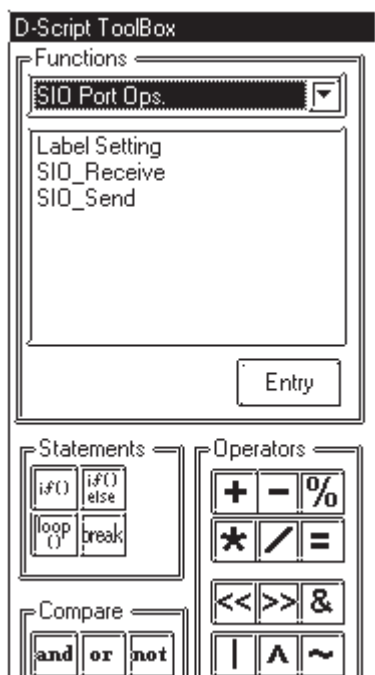 D-Script ToolBox
Functions
SIO Port Ops.
Label Setting
SIO_Receive
SIO_Send
Entry
Statements
if()
if()
else
loop
()
break
Operators
+ - %
* / =
<< >> &
| ^ ~
Compare
and or not